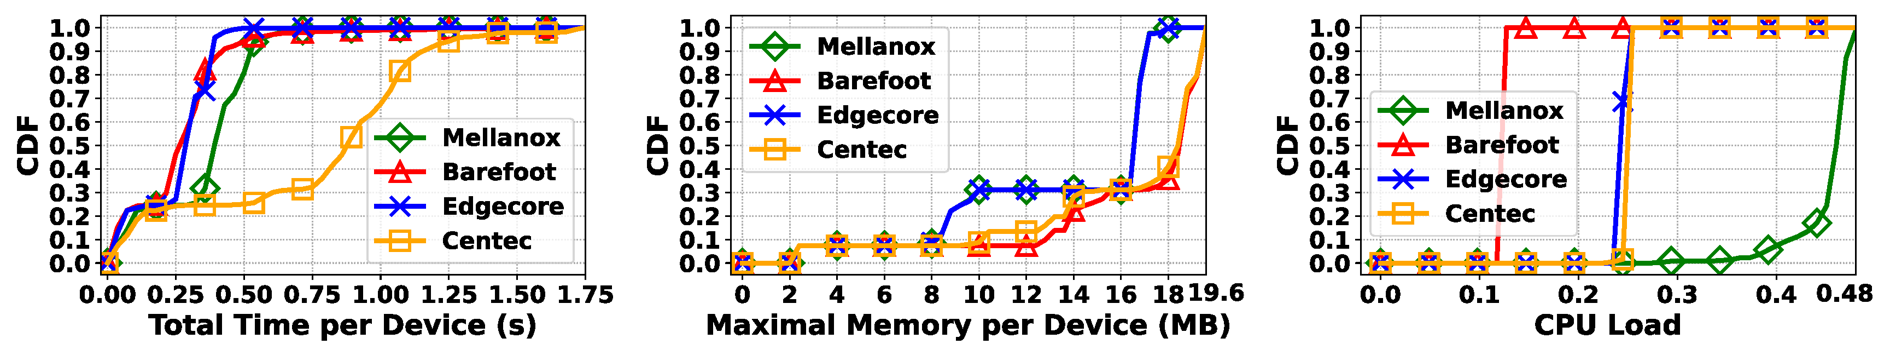 CDF
1.0
0.9
0.8
0.7
0.6
0.5
0.4
0.3
0.2
0.1
0.0
Mellanox
Barefoot
Edgecore
Centec
0.00 0.25 0.50 0.75 1.00 1.25 1.50 1.75
Total Time per Device (s)
CDF
1.0
0.9
0.8
0.7
0.6
0.5
0.4
0.3
0.2
0.1
0.0
Mellanox
Barefoot
Edgecore
Centec
0 2 4 6 8 10 12 14 16 18 19.6
Maximal Memory per Device (MB)
CDF
1.0
0.9
0.8
0.7
0.6
0.5
0.4
0.3
0.2
0.1
0.0
Mellanox
Barefoot
Edgecore
Centec
0.0 0.1 0.2 0.3 0.4 0.48
CPU Load